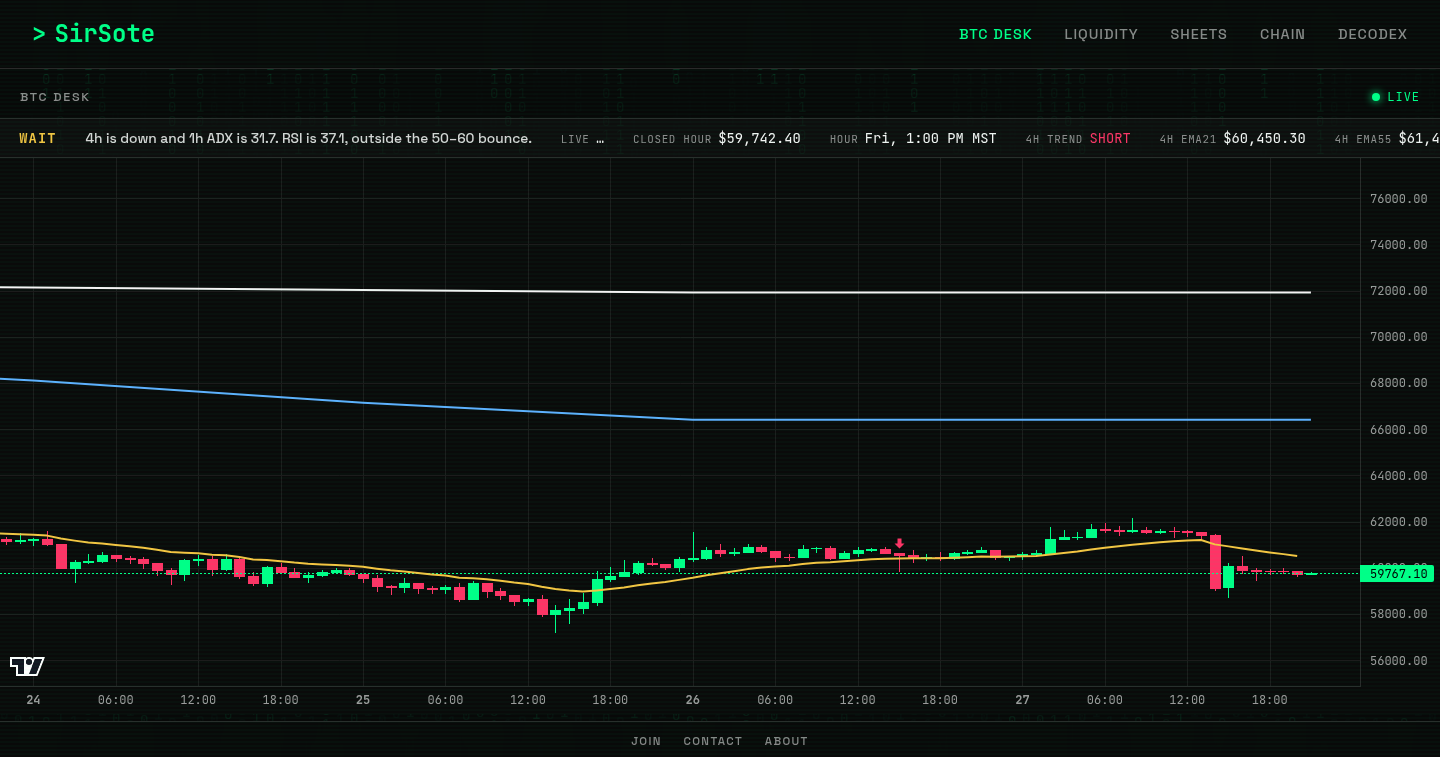 > SirSote
BTC DESK LIQUIDITY SHEETS CHAIN DECODEX
BTC DESK
LIVE
WAIT 4h is down and 1h ADX is 31.7. RSI is 37.1, outside the 50–60 bounce. LIVE … CLOSED HOUR $59,742.40 HOUR Fri, 1:00 PM MST 4H TREND SHORT 4H EMA21 $60,450.30 4H EMA55 $61,4
76000.00
74000.00
72000.00
70000.00
68000.00
66000.00
64000.00
62000.00
59767.10
58000.00
56000.00
24 06:00 12:00 18:00 25 06:00 12:00 18:00 26 06:00 12:00 18:00 27 06:00 12:00 18:00
JOIN CONTACT ABOUT